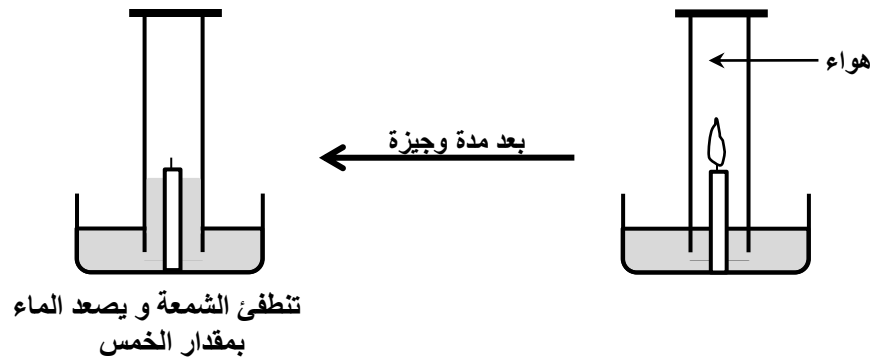 هواء
بعد مدة وجيزة
تنطفئ الشمعة و يصعد الماء
بمقدار الخمس